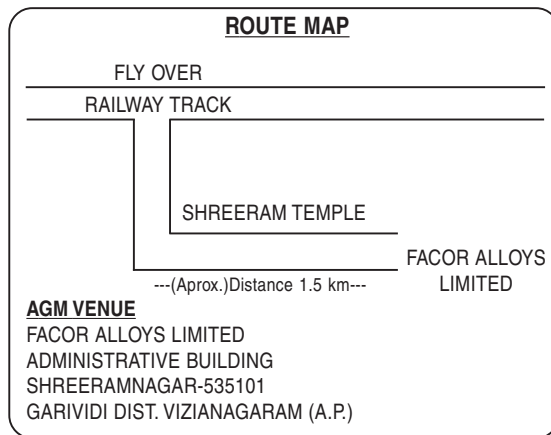 ROUTE MAP
FLY OVER
RAILWAY TRACK
SHREERAM TEMPLE
FACOR ALLOYS
LIMITED
---(Aprox.)Distance 1.5 km---
AGM VENUE
FACOR ALLOYS LIMITED
ADMINISTRATIVE BUILDING
SHREERAMNAGAR-535101
GARIVIDI DIST. VIZIANAGARAM (A.P.)